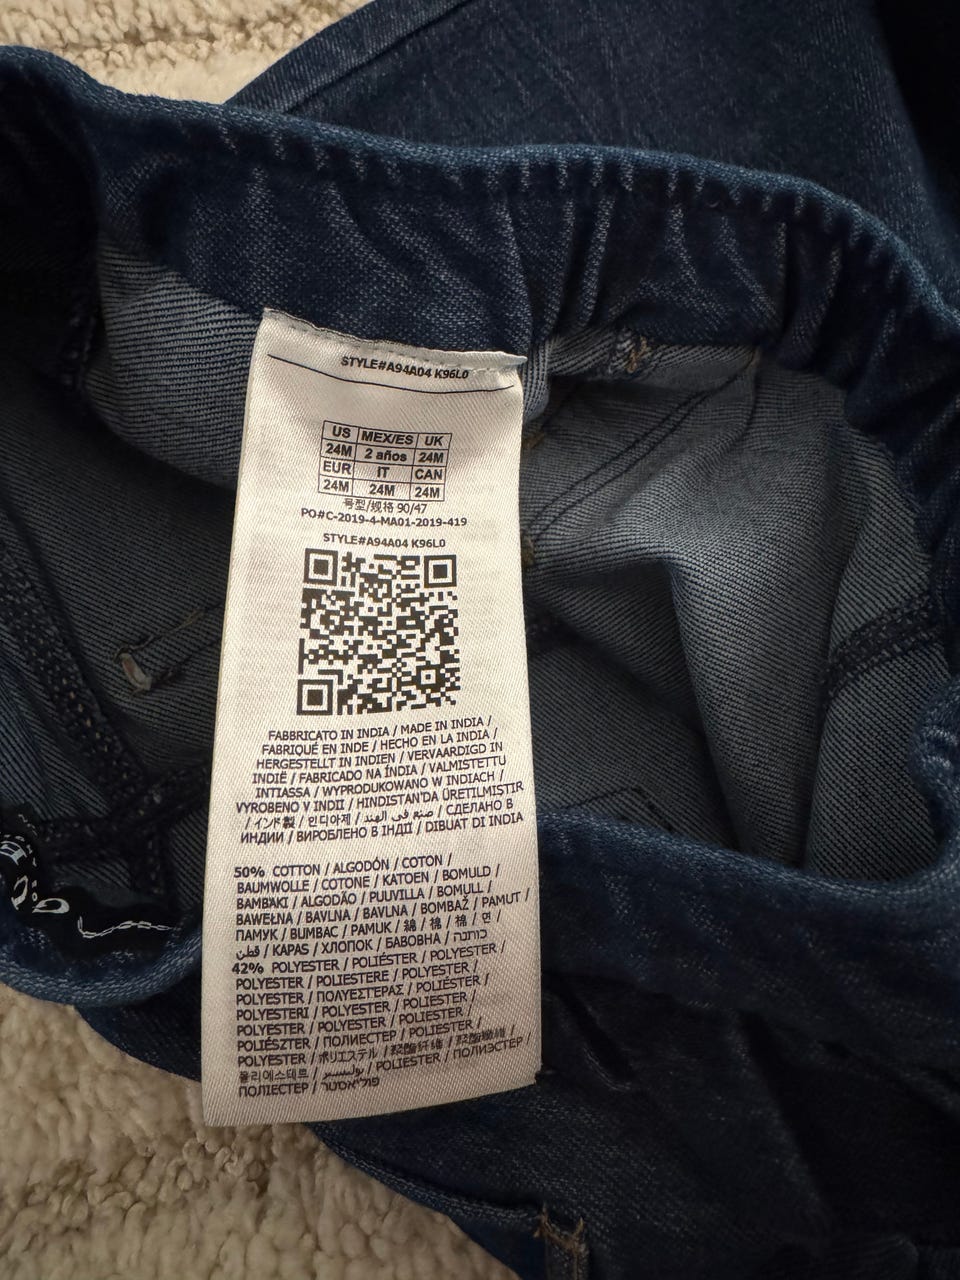 STYLE#A94A04 K96L0
US MEX/ES UK
24M 2 años 24M
EUR IT CAN
24M 24M 24M
号型/规格 90/47
PO#C-2019-4-MA01-2019-419
STYLE#A94A04 K96L0
FABBRICATO IN INDIA / MADE IN INDIA /
FABRIQUÉ EN INDE / HECHO EN LA INDIA /
HERGESTELLT IN INDIEN / VERVAARDIGD IN
INDIË / FABRICADO NA ÍNDIA / VALMISTETTU
INTIASSA / WYPRODUKOWANO W INDIACH /
VYROBENO V INDII / HINDISTAN'DA ÜRETILMISTIR
/ インド製 / 인디아제 / صنع في الهند / СДЕЛАНО В
ИНДИИ / ВИРОБЛЕНО В ІНДІЇ / DIBUAT DI INDIA
50% COTTON / ALGODÓN / COTON /
BAUMWOLLE / COTONE / KATOEN / BOMULD /
BAMBAKI / ALGODÃO / PUUVILLA / BOMULL /
BAWEŁNA / BAVLNA / BAVLNA / BOMBAŽ / PAMUT /
ПАМУК / BUMBAC / PAMUK / 綿 / 棉 / 棉 / 면 /
قطن / KAPAS / ХЛОПОК / БАВОВНА / כותנה
42% POLYESTER / POLIÉSTER / POLYESTER /
POLYESTER / POLIESTERE / POLYESTER /
POLYESTER / ΠΟΛΥΕΣΤΕΡΑΣ / POLIÉSTER /
POLYESTERI / POLYESTER / POLIESTER /
POLYESTER / POLYESTER / POLIESTER /
POLIÉSZTER / ПОЛИЕСТЕР / POLIESTER /
POLYESTER / ポリエステル / 聚酯纤维 / 聚酯纖維 /
폴리에스테르 / بوليستر / POLIESTER / ПОЛИЭСТЕР /
ПОЛІЕСТЕР / פוליאסטר